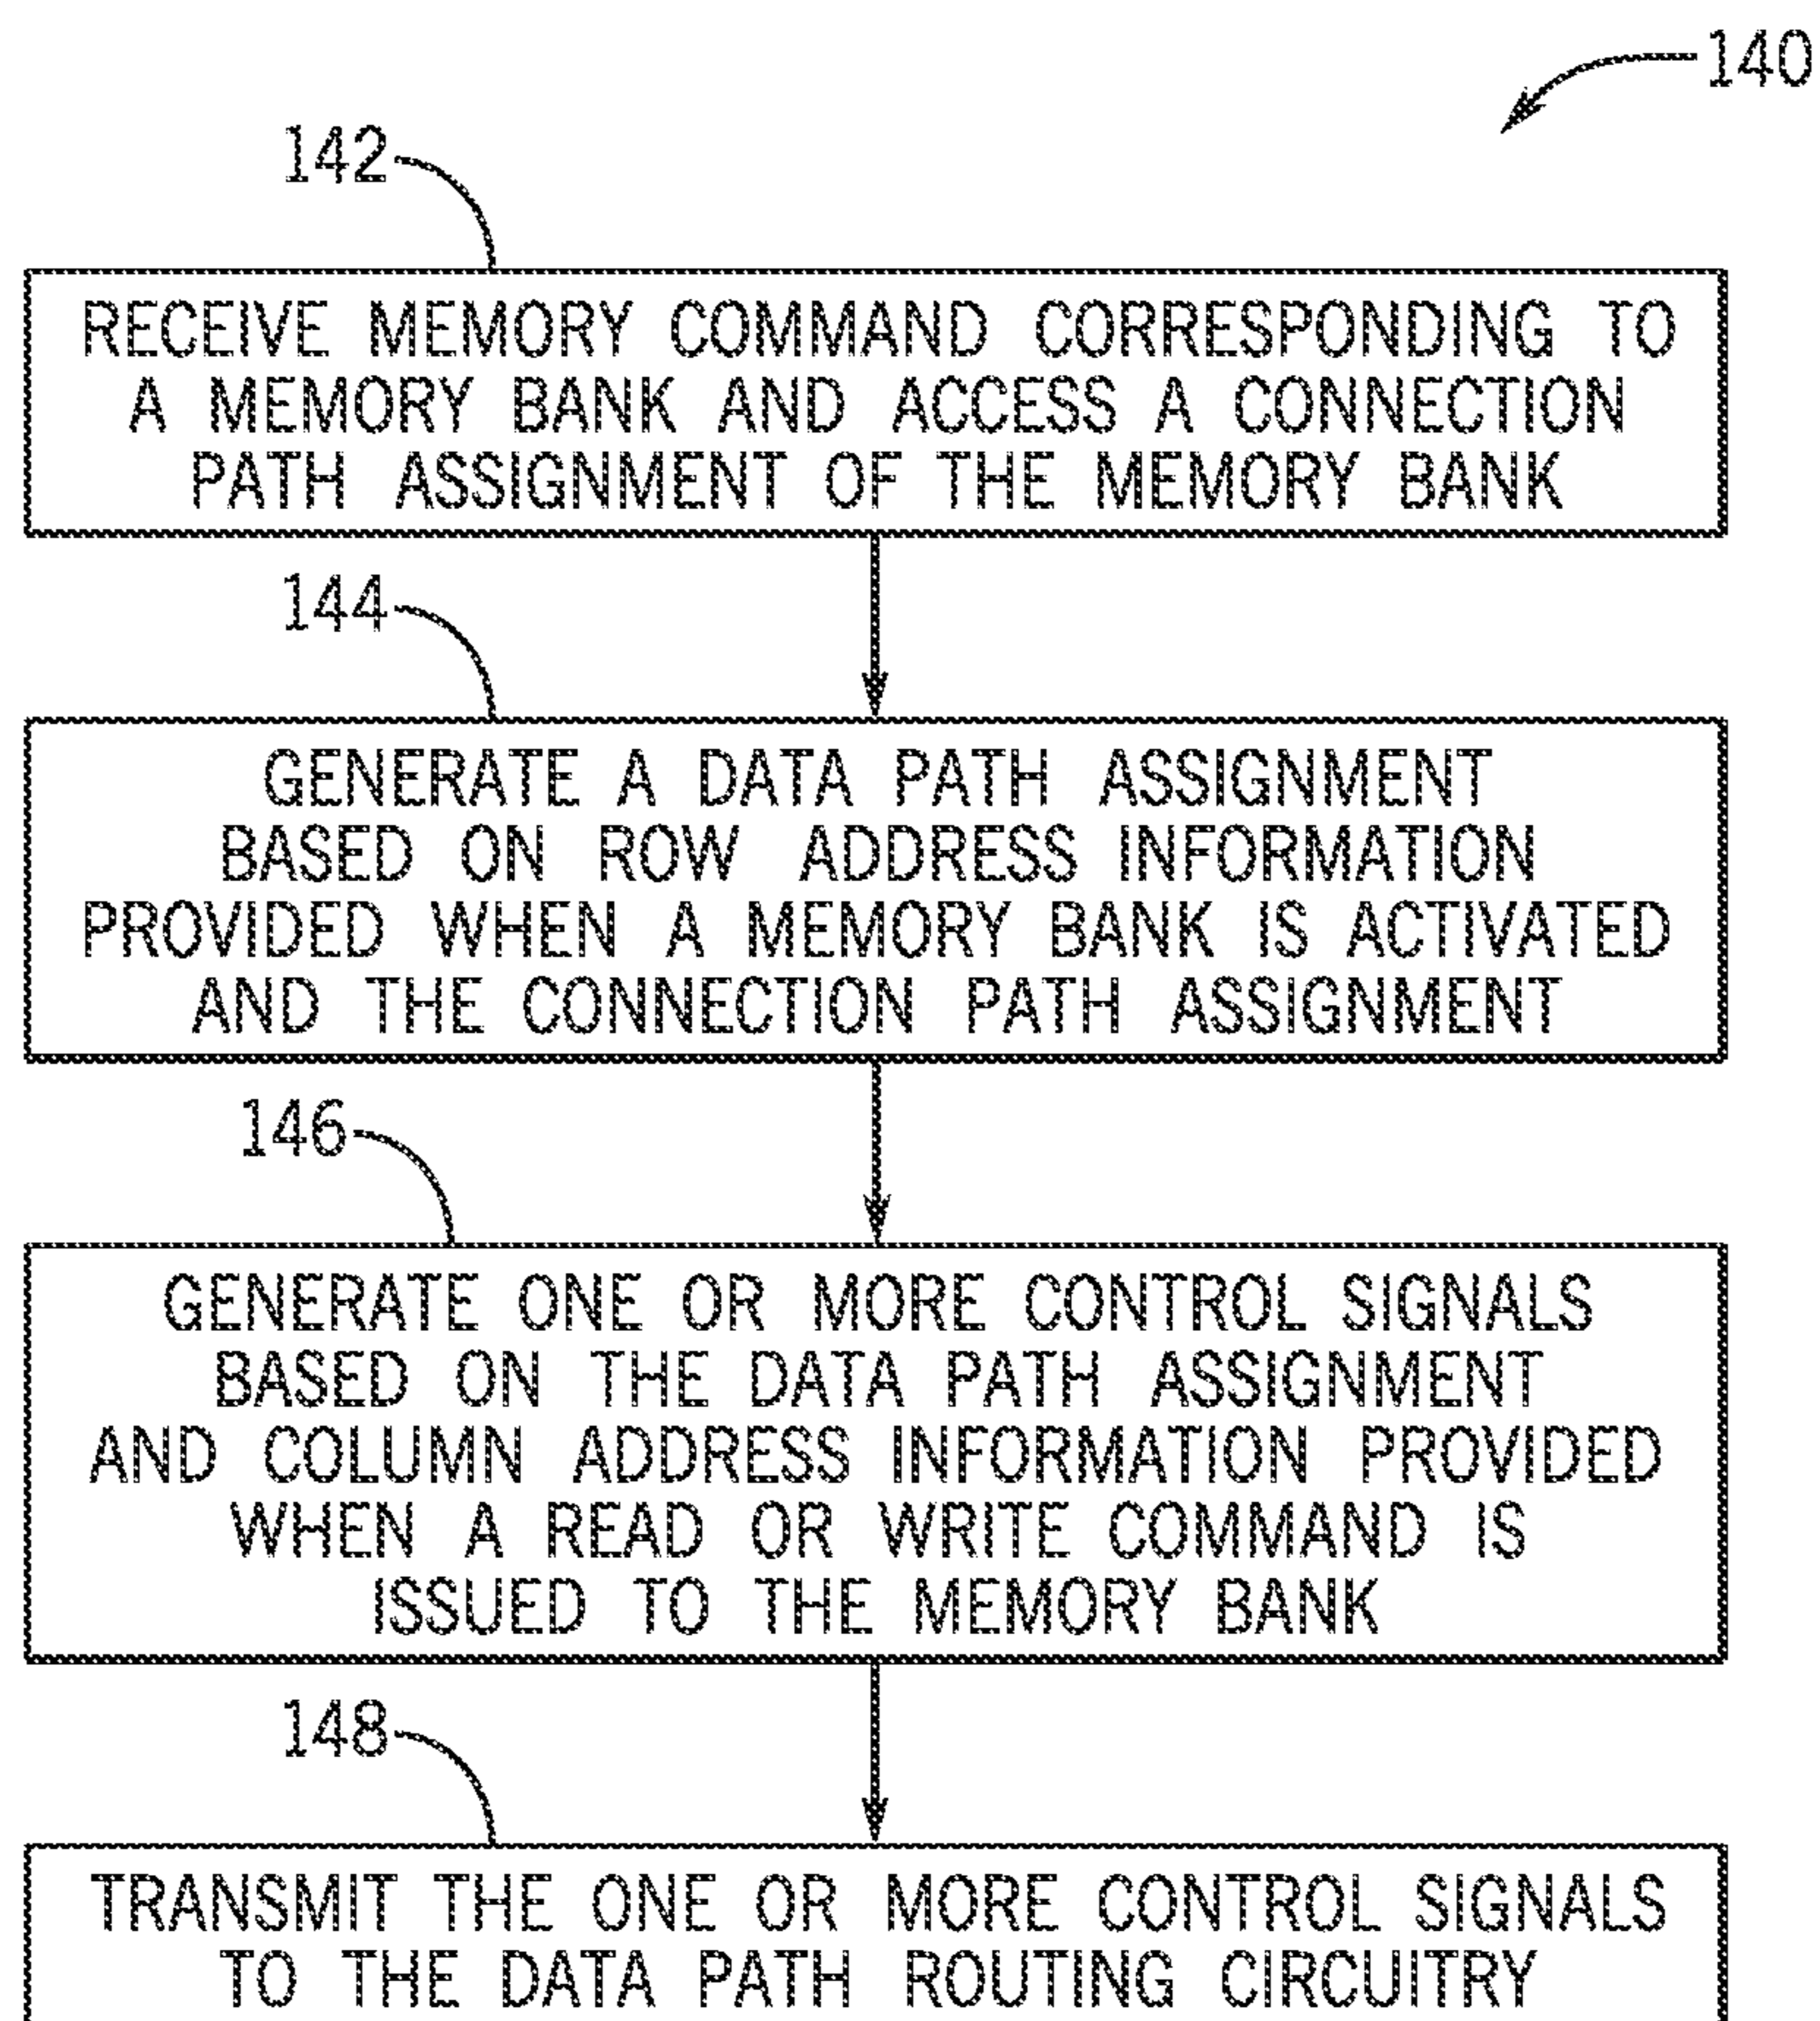 140
142
RECEIVE MEMORY COMMAND CORRESPONDING TO
A MEMORY BANK AND ACCESS A CONNECTION
PATH ASSIGNMENT OF THE MEMORY BANK
144
GENERATE A DATA PATH ASSIGNMENT
BASED ON ROW ADDRESS INFORMATION
PROVIDED WHEN A MEMORY BANK IS ACTIVATED
AND THE CONNECTION PATH ASSIGNMENT
146
GENERATE ONE OR MORE CONTROL SIGNALS
BASED ON THE DATA PATH ASSIGNMENT
AND COLUMN ADDRESS INFORMATION PROVIDED
WHEN A READ OR WRITE COMMAND IS
ISSUED TO THE MEMORY BANK
148
TRANSMIT THE ONE OR MORE CONTROL SIGNALS
TO THE DATA PATH ROUTING CIRCUITRY